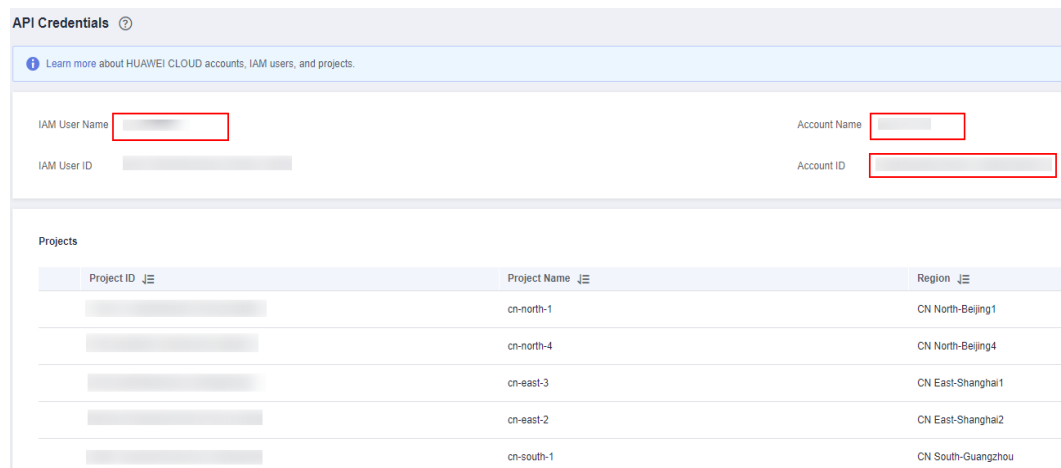 API Credentials ?
Learn more about HUAWEI CLOUD accounts, IAM users, and projects.
IAM User Name
Account Name
IAM User ID
Account ID
Projects
Project ID Project Name Region
cn-north-1 CN North-Beijing1
cn-north-4 CN North-Beijing4
cn-east-3 CN East-Shanghai1
cn-east-2 CN East-Shanghai2
cn-south-1 CN South-Guangzhou